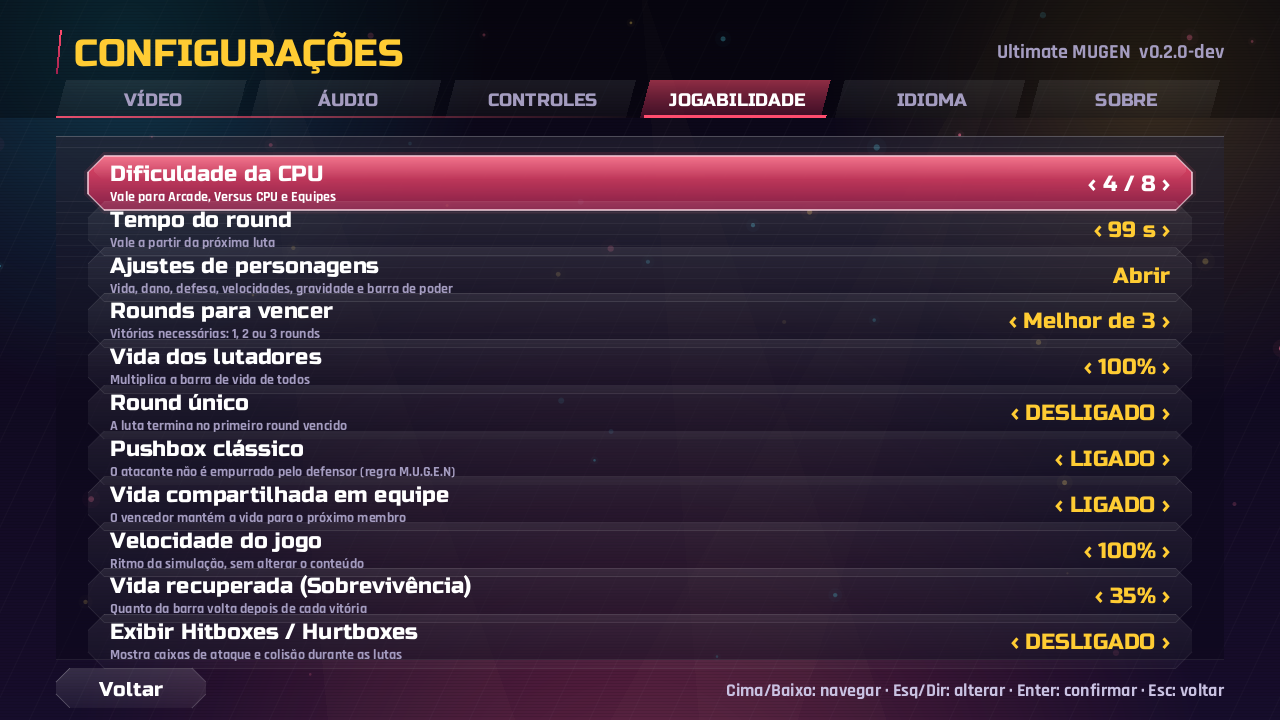 CONFIGURAÇÕES
Ultimate MUGEN v0.2.0-dev
VÍDEO
ÁUDIO
CONTROLES
JOGABILIDADE
IDIOMA
SOBRE
Dificuldade da CPU
Vale para Arcade, Versus CPU e Equipes
‹ 4 / 8 ›
Tempo do round
Vale a partir da próxima luta
‹ 99 s ›
Ajustes de personagens
Vida, dano, defesa, velocidades, gravidade e barra de poder
Abrir
Rounds para vencer
Vitórias necessárias: 1, 2 ou 3 rounds
‹ Melhor de 3 ›
Vida dos lutadores
Multiplica a barra de vida de todos
‹ 100% ›
Round único
A luta termina no primeiro round vencido
‹ DESLIGADO ›
Pushbox clássico
O atacante não é empurrado pelo defensor (regra M.U.G.E.N)
‹ LIGADO ›
Vida compartilhada em equipe
O vencedor mantém a vida para o próximo membro
‹ LIGADO ›
Velocidade do jogo
Ritmo da simulação, sem alterar o conteúdo
‹ 100% ›
Vida recuperada (Sobrevivência)
Quanto da barra volta depois de cada vitória
‹ 35% ›
Exibir Hitboxes / Hurtboxes
Mostra caixas de ataque e colisão durante as lutas
‹ DESLIGADO ›
Voltar
Cima/Baixo: navegar · Esq/Dir: alterar · Enter: confirmar · Esc: voltar